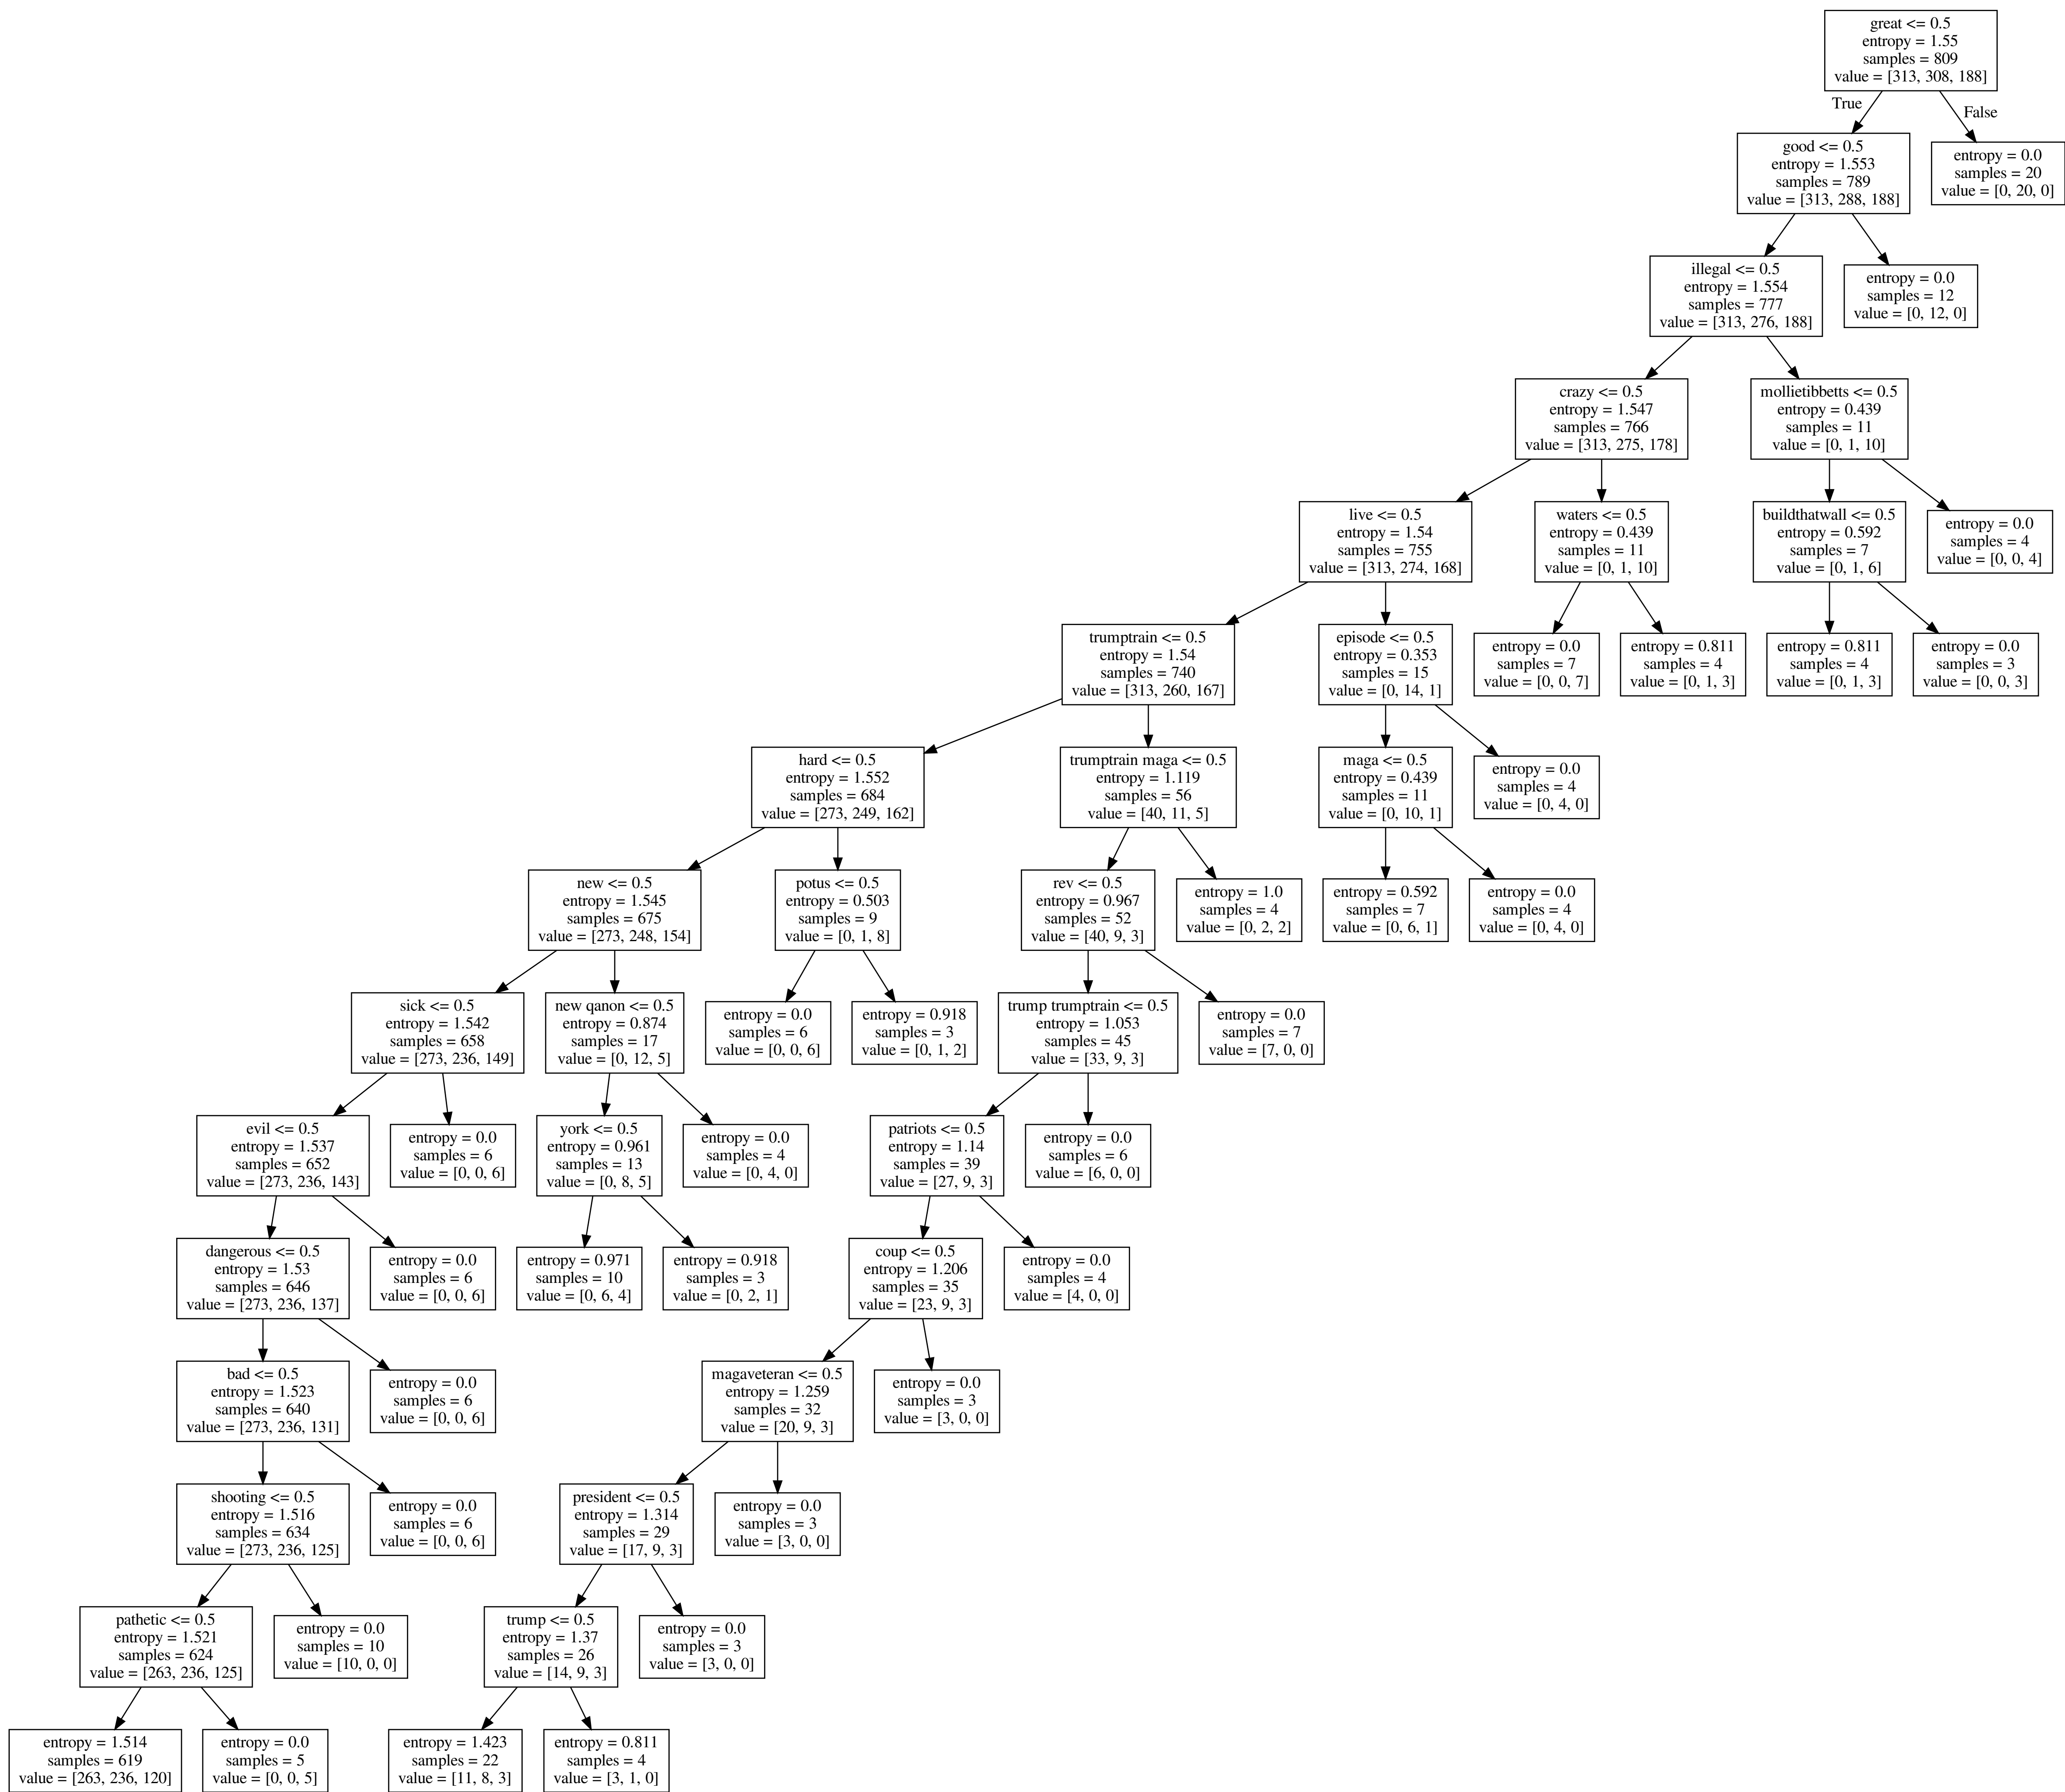 great <= 0.5
entropy = 1.55
samples = 809
value = [313, 308, 188]
True
False
good <= 0.5
entropy = 1.553
samples = 789
value = [313, 288, 188]
entropy = 0.0
samples = 20
value = [0, 20, 0]
illegal <= 0.5
entropy = 1.554
samples = 777
value = [313, 276, 188]
entropy = 0.0
samples = 12
value = [0, 12, 0]
crazy <= 0.5
entropy = 1.547
samples = 766
value = [313, 275, 178]
mollietibbetts <= 0.5
entropy = 0.439
samples = 11
value = [0, 1, 10]
live <= 0.5
entropy = 1.54
samples = 755
value = [313, 274, 168]
waters <= 0.5
entropy = 0.439
samples = 11
value = [0, 1, 10]
buildthatwall <= 0.5
entropy = 0.592
samples = 7
value = [0, 1, 6]
entropy = 0.0
samples = 4
value = [0, 0, 4]
trumptrain <= 0.5
entropy = 1.54
samples = 740
value = [313, 260, 167]
episode <= 0.5
entropy = 0.353
samples = 15
value = [0, 14, 1]
entropy = 0.0
samples = 7
value = [0, 0, 7]
entropy = 0.811
samples = 4
value = [0, 1, 3]
entropy = 0.811
samples = 4
value = [0, 1, 3]
entropy = 0.0
samples = 3
value = [0, 0, 3]
hard <= 0.5
entropy = 1.552
samples = 684
value = [273, 249, 162]
trumptrain maga <= 0.5
entropy = 1.119
samples = 56
value = [40, 11, 5]
maga <= 0.5
entropy = 0.439
samples = 11
value = [0, 10, 1]
entropy = 0.0
samples = 4
value = [0, 4, 0]
new <= 0.5
entropy = 1.545
samples = 675
value = [273, 248, 154]
potus <= 0.5
entropy = 0.503
samples = 9
value = [0, 1, 8]
rev <= 0.5
entropy = 0.967
samples = 52
value = [40, 9, 3]
entropy = 1.0
samples = 4
value = [0, 2, 2]
entropy = 0.592
samples = 7
value = [0, 6, 1]
entropy = 0.0
samples = 4
value = [0, 4, 0]
sick <= 0.5
entropy = 1.542
samples = 658
value = [273, 236, 149]
new qanon <= 0.5
entropy = 0.874
samples = 17
value = [0, 12, 5]
entropy = 0.0
samples = 6
value = [0, 0, 6]
entropy = 0.918
samples = 3
value = [0, 1, 2]
trump trumptrain <= 0.5
entropy = 1.053
samples = 45
value = [33, 9, 3]
entropy = 0.0
samples = 7
value = [7, 0, 0]
evil <= 0.5
entropy = 1.537
samples = 652
value = [273, 236, 143]
entropy = 0.0
samples = 6
value = [0, 0, 6]
york <= 0.5
entropy = 0.961
samples = 13
value = [0, 8, 5]
entropy = 0.0
samples = 4
value = [0, 4, 0]
patriots <= 0.5
entropy = 1.14
samples = 39
value = [27, 9, 3]
entropy = 0.0
samples = 6
value = [6, 0, 0]
dangerous <= 0.5
entropy = 1.53
samples = 646
value = [273, 236, 137]
entropy = 0.0
samples = 6
value = [0, 0, 6]
entropy = 0.971
samples = 10
value = [0, 6, 4]
entropy = 0.918
samples = 3
value = [0, 2, 1]
coup <= 0.5
entropy = 1.206
samples = 35
value = [23, 9, 3]
entropy = 0.0
samples = 4
value = [4, 0, 0]
bad <= 0.5
entropy = 1.523
samples = 640
value = [273, 236, 131]
entropy = 0.0
samples = 6
value = [0, 0, 6]
magaveteran <= 0.5
entropy = 1.259
samples = 32
value = [20, 9, 3]
entropy = 0.0
samples = 3
value = [3, 0, 0]
shooting <= 0.5
entropy = 1.516
samples = 634
value = [273, 236, 125]
entropy = 0.0
samples = 6
value = [0, 0, 6]
president <= 0.5
entropy = 1.314
samples = 29
value = [17, 9, 3]
entropy = 0.0
samples = 3
value = [3, 0, 0]
pathetic <= 0.5
entropy = 1.521
samples = 624
value = [263, 236, 125]
entropy = 0.0
samples = 10
value = [10, 0, 0]
trump <= 0.5
entropy = 1.37
samples = 26
value = [14, 9, 3]
entropy = 0.0
samples = 3
value = [3, 0, 0]
entropy = 1.514
samples = 619
value = [263, 236, 120]
entropy = 0.0
samples = 5
value = [0, 0, 5]
entropy = 1.423
samples = 22
value = [11, 8, 3]
entropy = 0.811
samples = 4
value = [3, 1, 0]